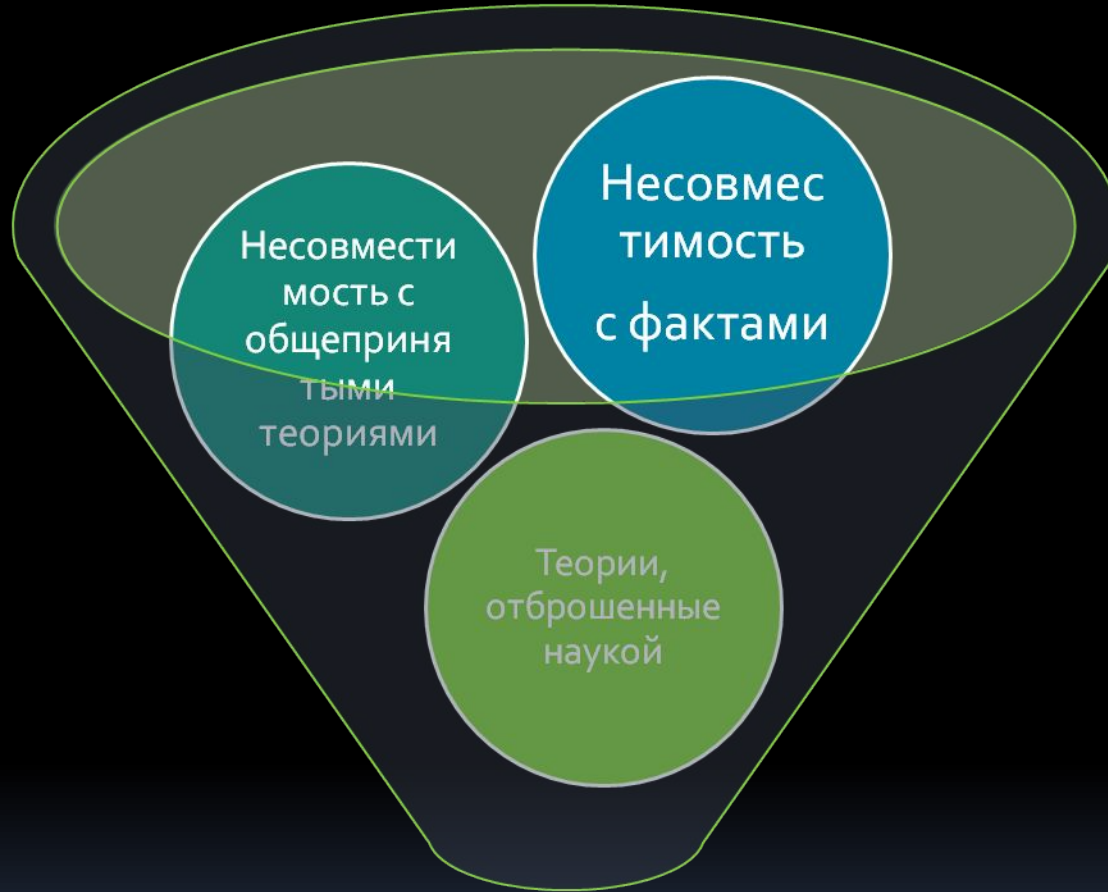 Несовмести
мость с
общеприня
тыми
теориями
Несовмес
тимость
с фактами
Теории,
отброшенные
наукой